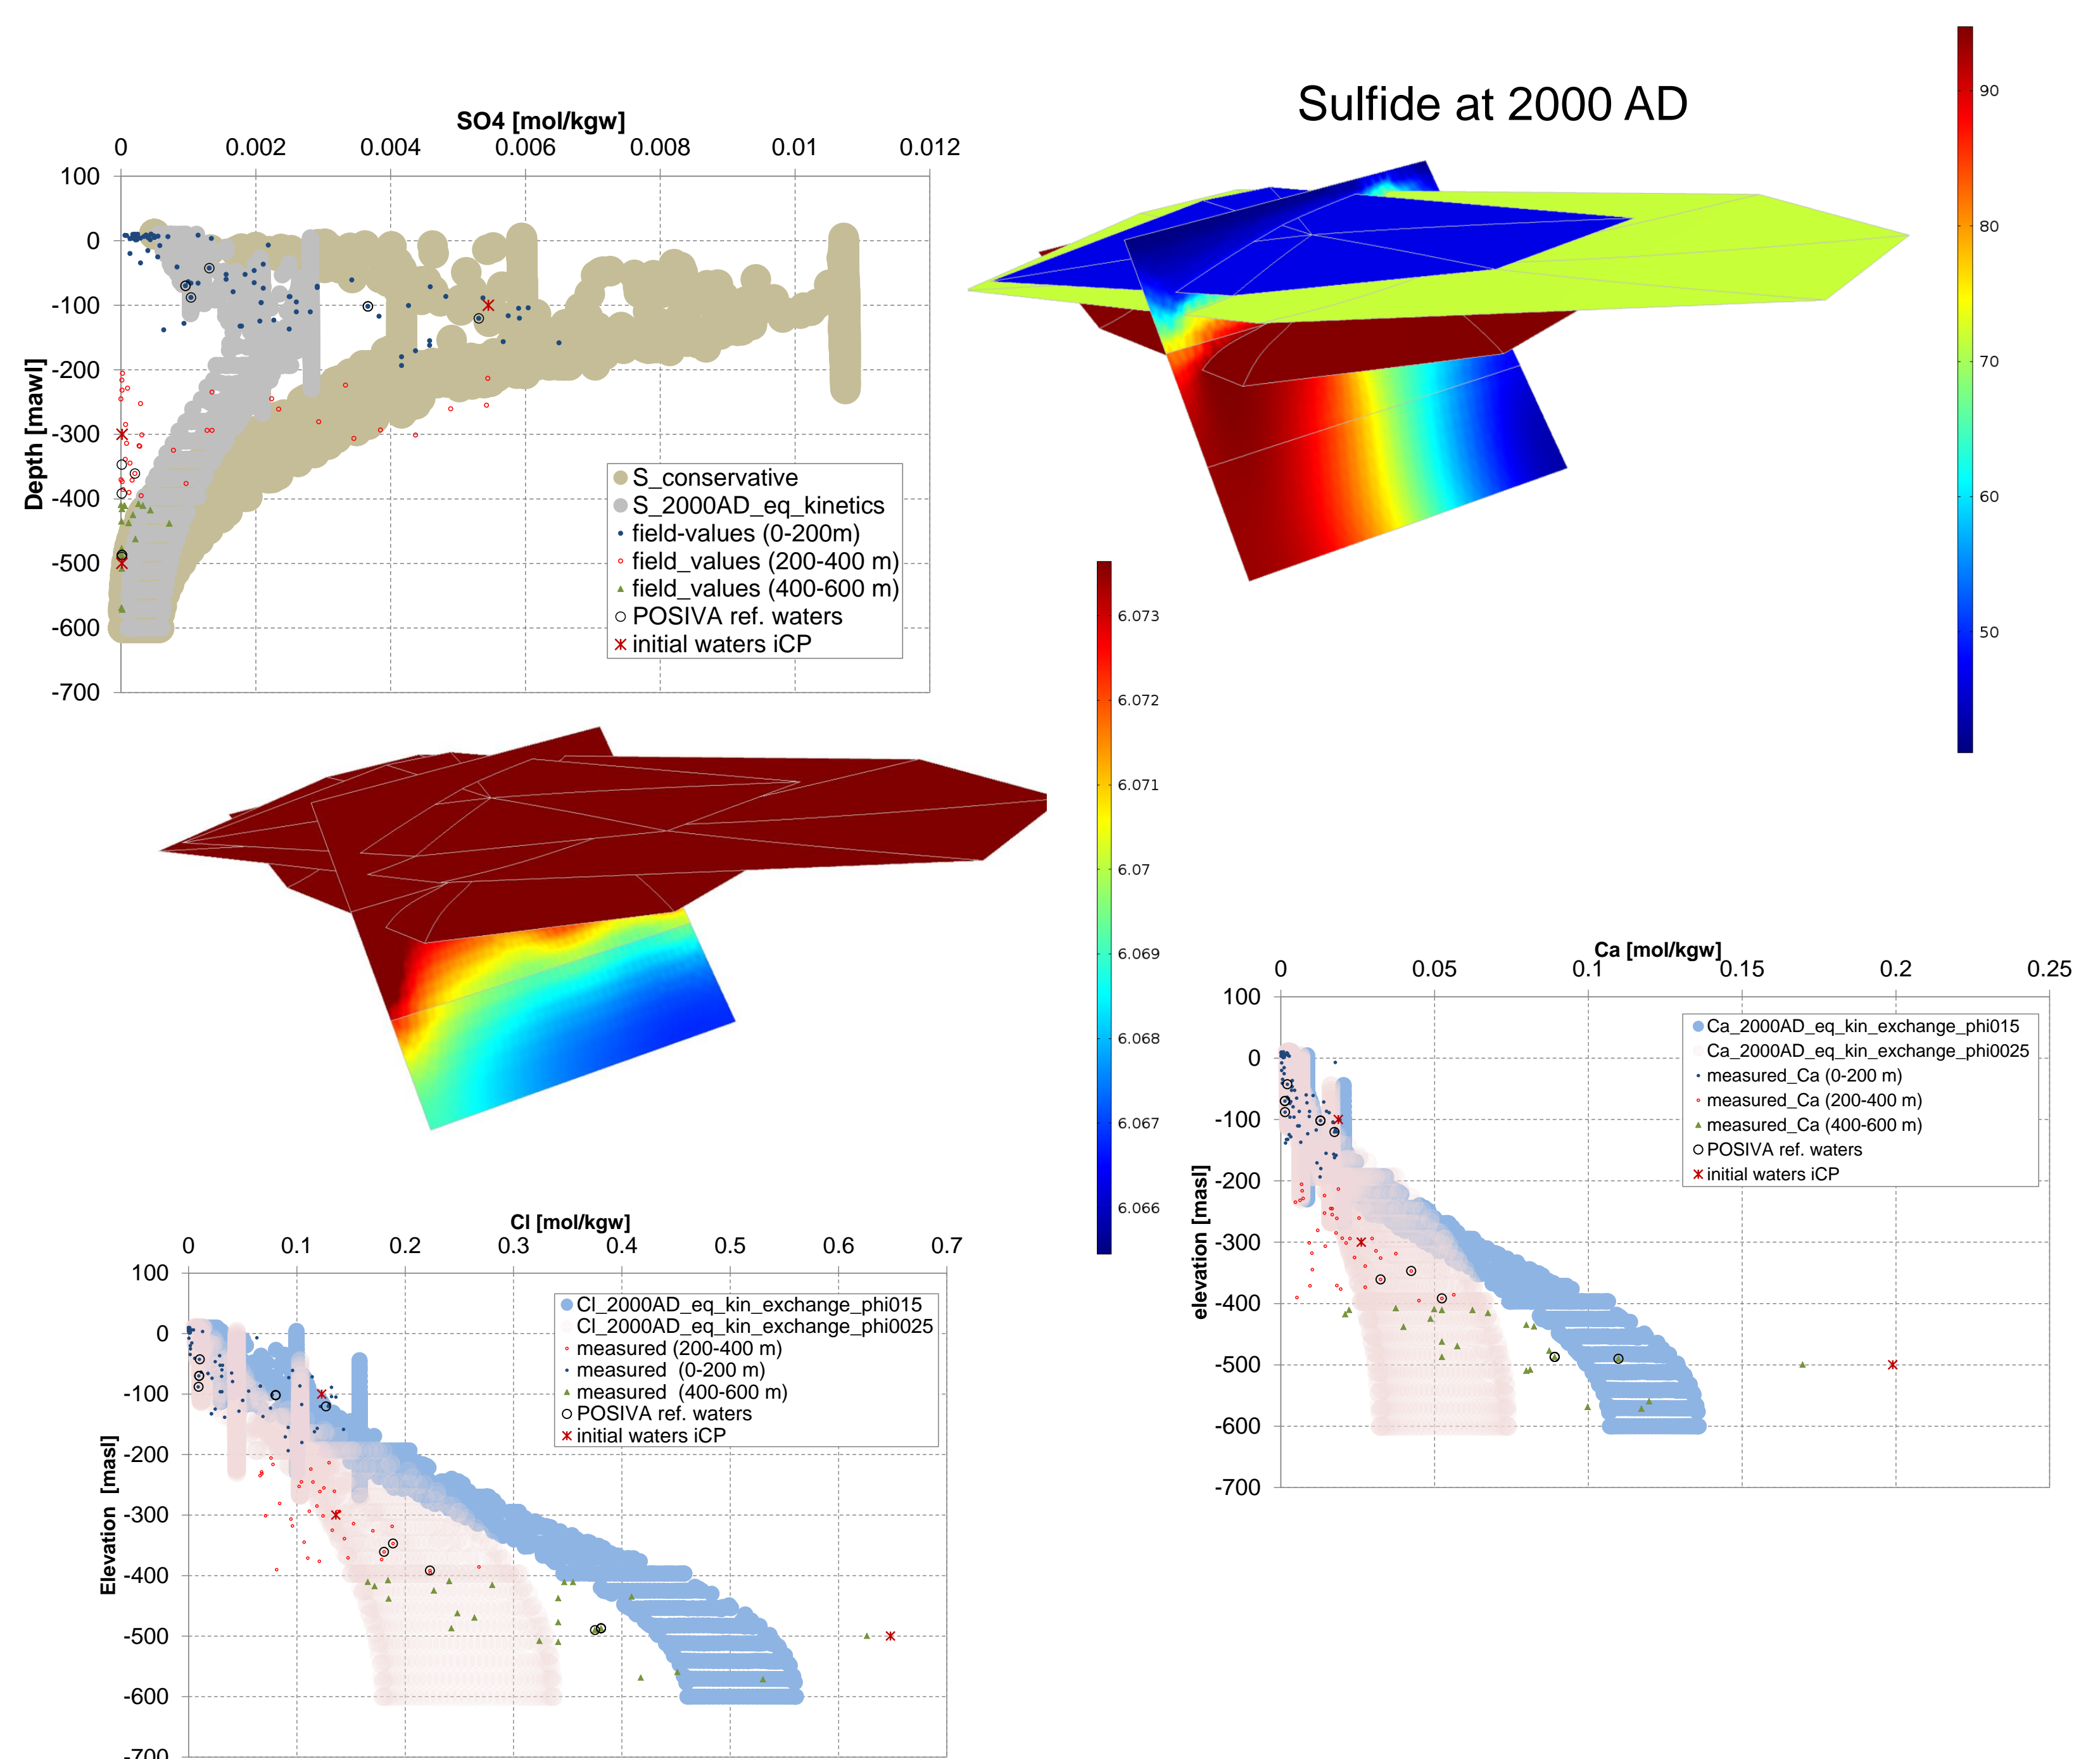 SO4 [mol/kgw]
0 0.002 0.004 0.006 0.008 0.01 0.012
100
0
-100
-200
-300
-400
-500
-600
-700
Depth [mawl]
S_conservative
S_2000AD_eq_kinetics
field-values (0-200m)
field_values (200-400 m)
field_values (400-600 m)
POSIVA ref. waters
initial waters iCP
Sulfide at 2000 AD
90
80
70
60
50
6.073
6.072
6.071
6.07
6.069
6.068
6.067
6.066
Ca [mol/kgw]
0 0.05 0.1 0.15 0.2 0.25
100
0
-100
-200
-300
-400
-500
-600
-700
elevation [masl]
Ca_2000AD_eq_kin_exchange_phi015
Ca_2000AD_eq_kin_exchange_phi0025
measured_Ca (0-200 m)
measured_Ca (200-400 m)
measured_Ca (400-600 m)
POSIVA ref. waters
initial waters iCP
Cl [mol/kgw]
0 0.1 0.2 0.3 0.4 0.5 0.6 0.7
100
0
-100
-200
-300
-400
-500
-600
-700
Elevation [masl]
Cl_2000AD_eq_kin_exchange_phi015
Cl_2000AD_eq_kin_exchange_phi0025
measured (200-400 m)
measured (0-200 m)
measured (400-600 m)
POSIVA ref. waters
initial waters iCP